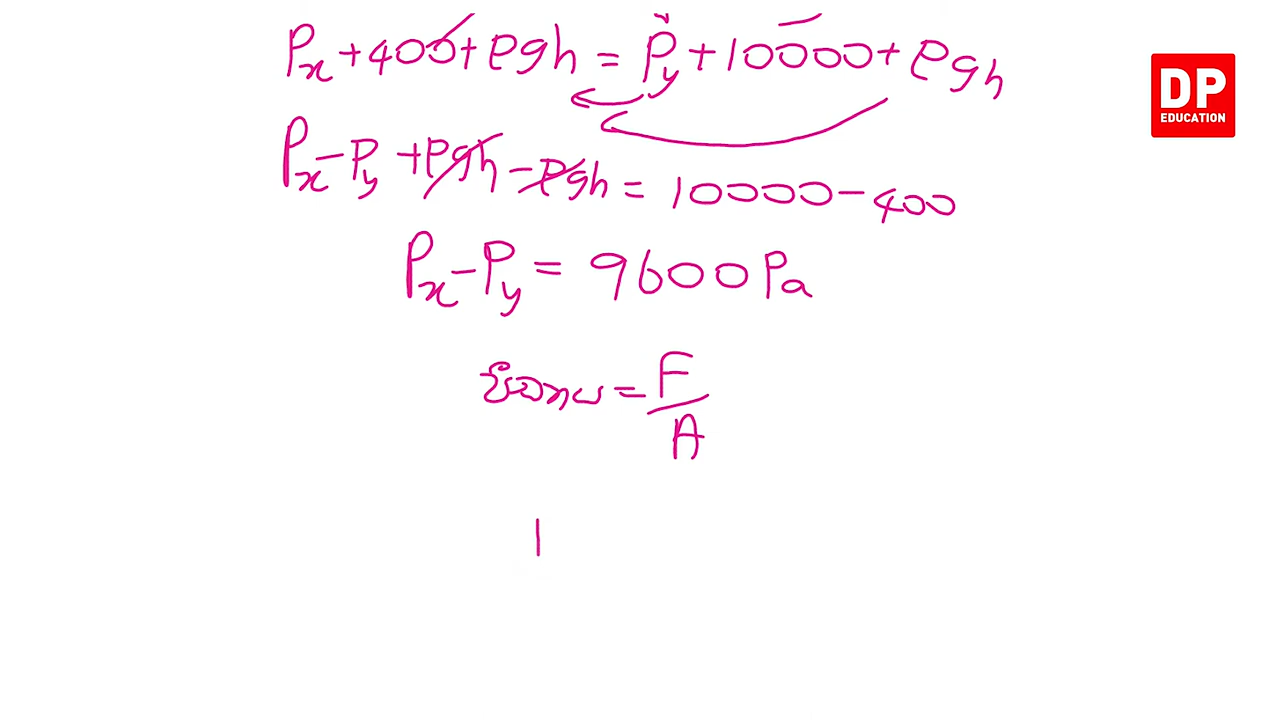 Px + 400 + ρgh = Py + 10000 + ρgh
DP
EDUCATION
Px - Py + ρgh - ρgh = 10000 - 400
Px - Py = 9600 Pa
පීඩනය = F/A